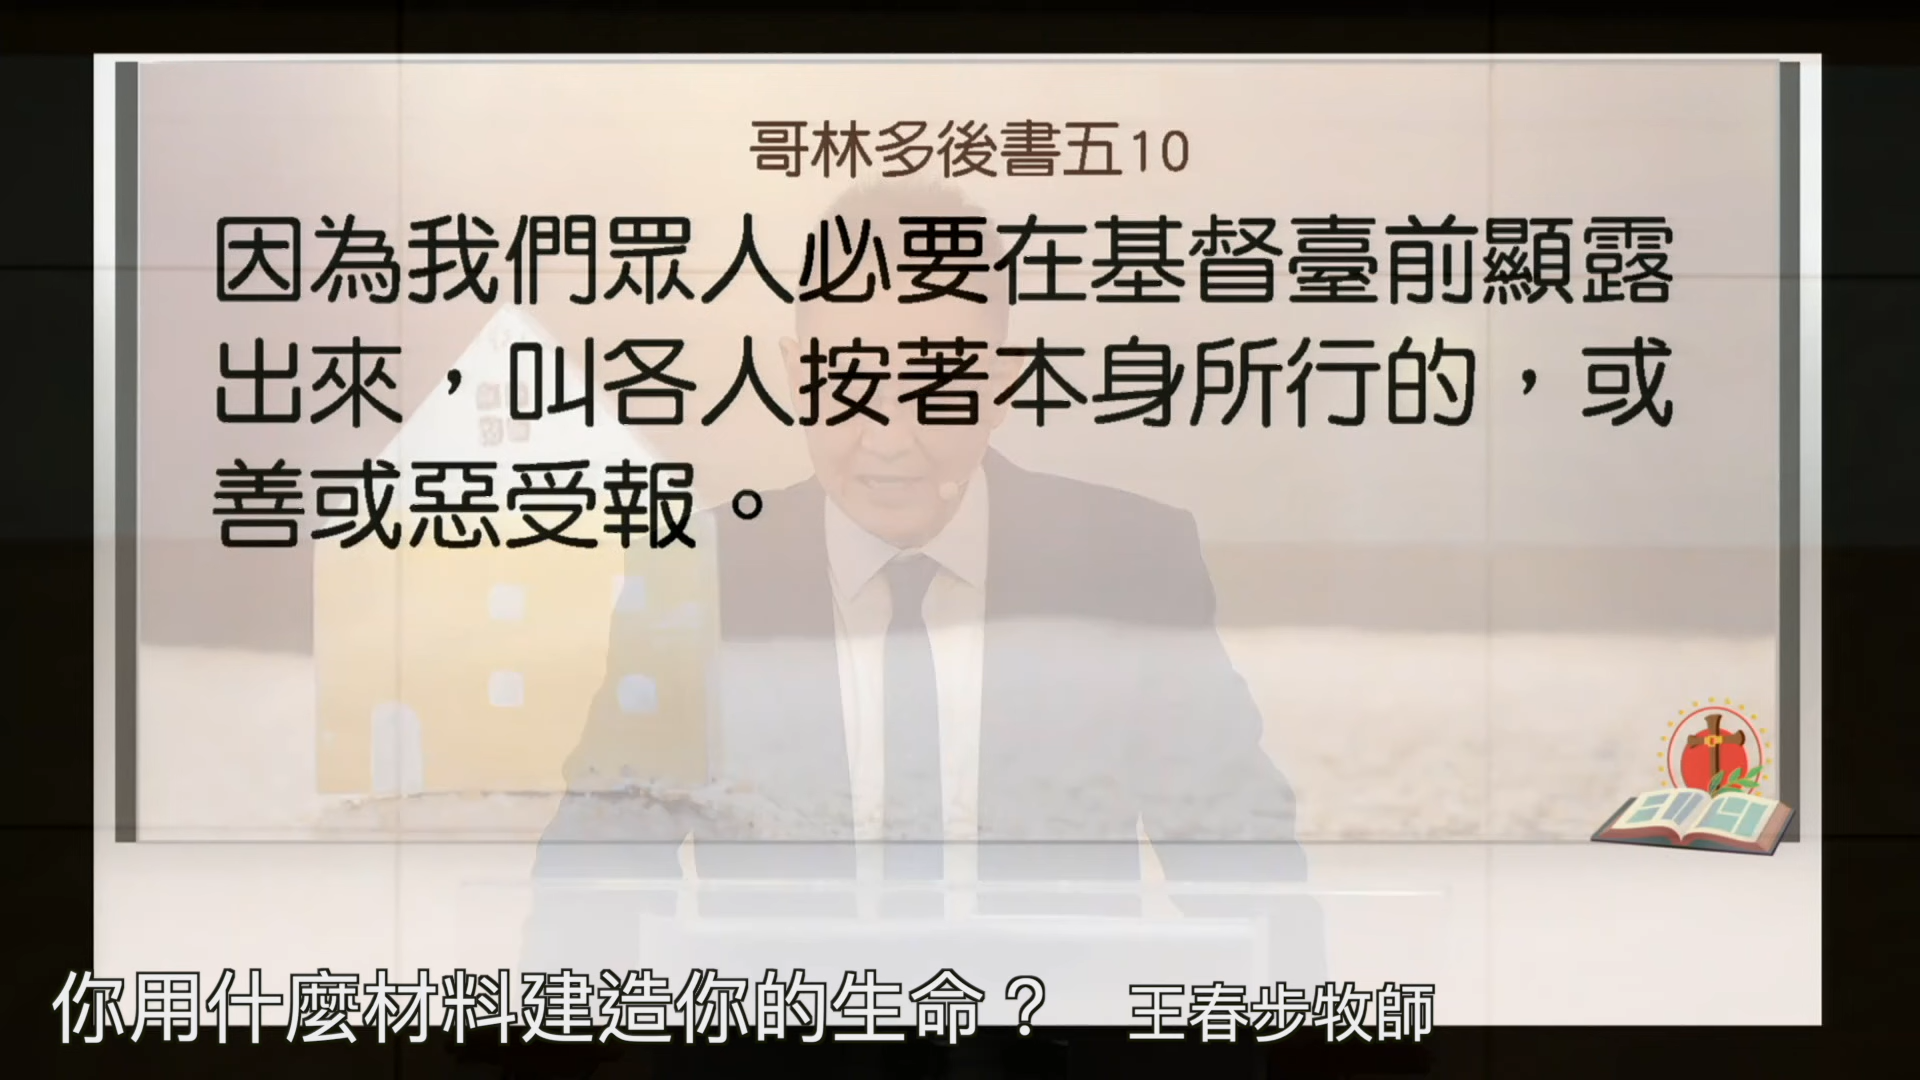 哥林多後書五10
因為我們眾人必要在基督臺前顯露
出來，叫各人按著本身所行的，或
善或惡受報。
你用什麼材料建造你的生命？ 王春步牧師